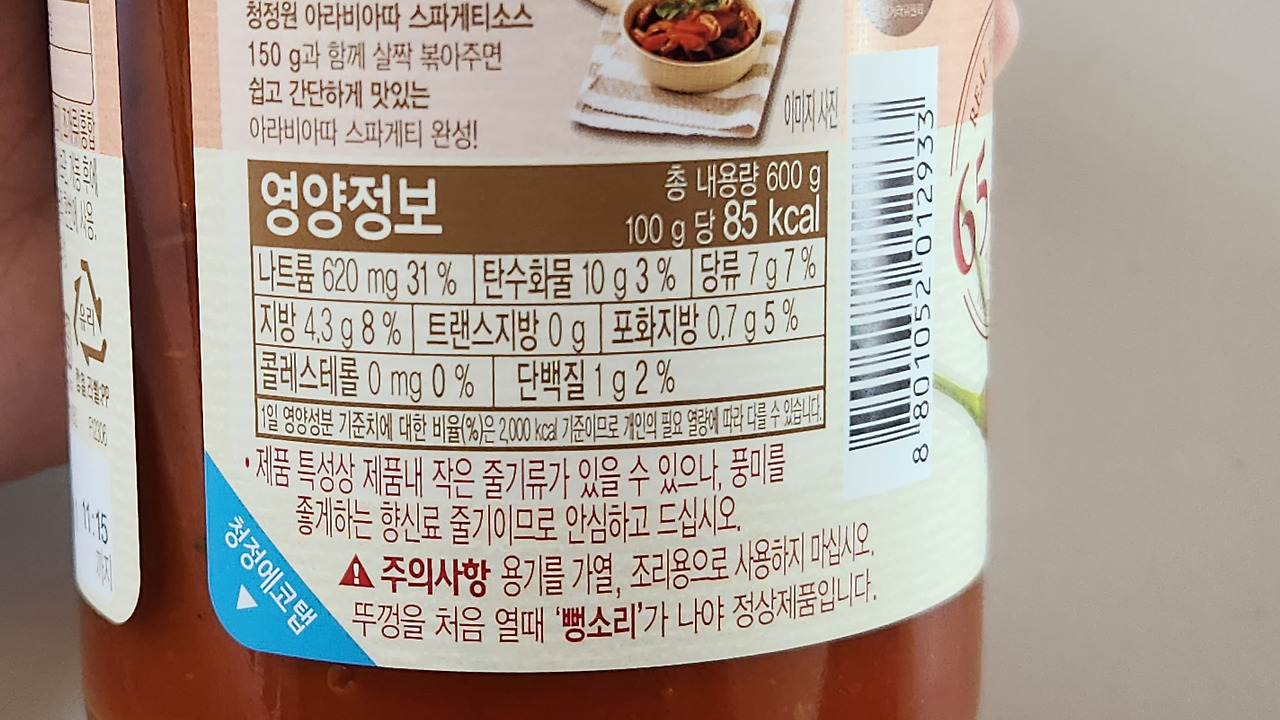 청정원 아라비아따 스파게티소스
150 g과 함께 살짝 볶아주면
쉽고 간단하게 맛있는
아라비아따 스파게티 완성!
이미지 사진
영양정보
총 내용량 600 g
100 g 당 85 kcal
나트륨 620 mg 31 % 탄수화물 10 g 3 % 당류 7 g 7 %
지방 4.3 g 8 % 트랜스지방 0 g 포화지방 0.7 g 5 %
콜레스테롤 0 mg 0 % 단백질 1 g 2 %
1일 영양성분 기준치에 대한 비율(%)은 2,000 kcal 기준이므로 개인의 필요 열량에 따라 다를 수 있습니다.
• 제품 특성상 제품내 작은 줄기류가 있을 수 있으나, 풍미를
좋게하는 향신료 줄기이므로 안심하고 드십시오.
주의사항 용기를 가열, 조리용으로 사용하지 마십시오.
뚜껑을 처음 열때 '뻥소리'가 나야 정상제품입니다.
청정에코탭
8 801052 012933
REAL
65
유리
11:15
까지